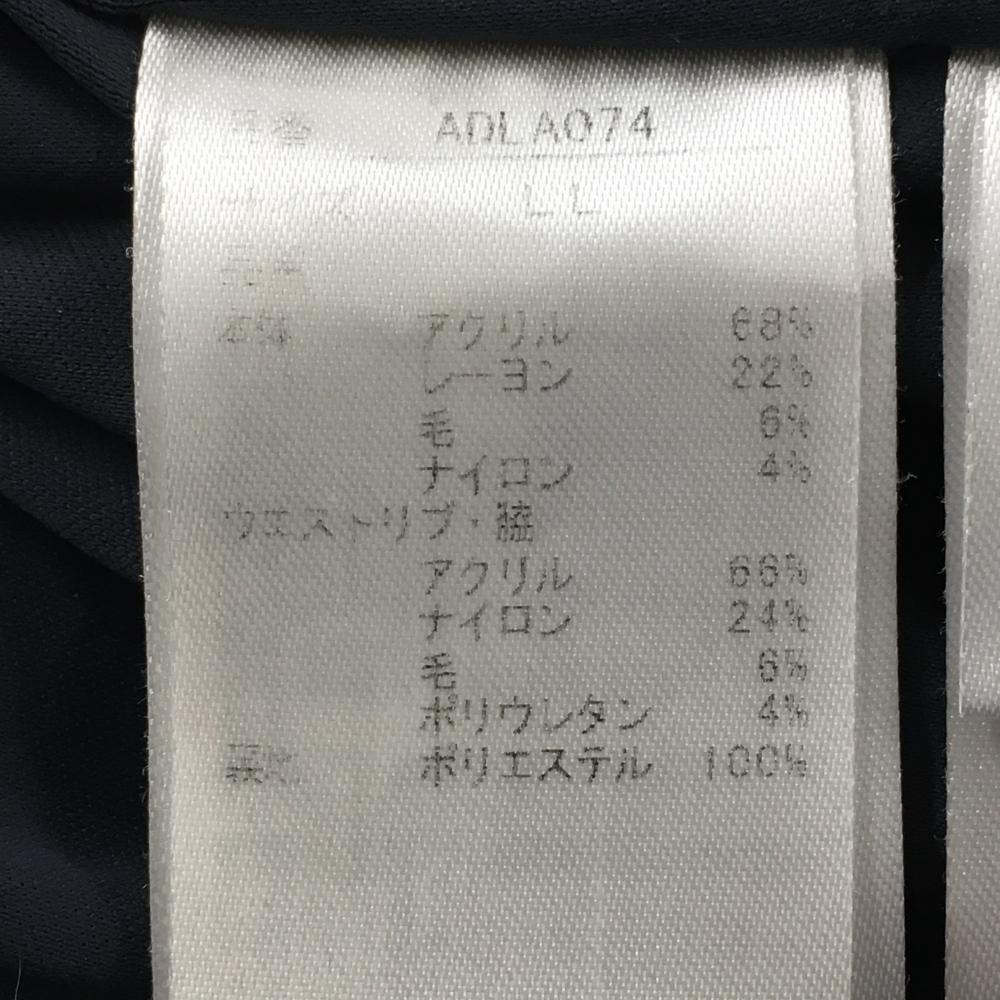 品番 ADLA074
サイズ LL
本体 アクリル 68%
レーヨン 22%
毛 6%
ナイロン 4%
ウエストリブ・脇
アクリル 66%
ナイロン 24%
毛 6%
ポリウレタン 4%
裏地 ポリエステル 100%